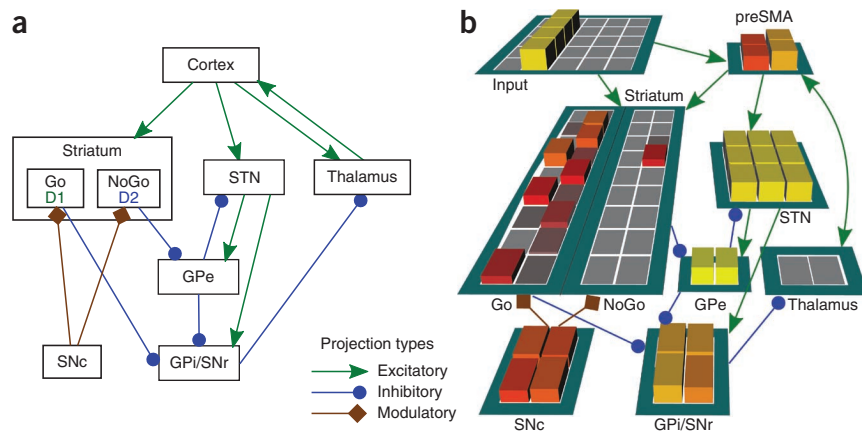 a
Cortex
Striatum
Go
D1
NoGo
D2
STN
Thalamus
GPe
SNc
GPi/SNr
Projection types
Excitatory
Inhibitory
Modulatory
b
preSMA
Input
Striatum
STN
Go
NoGo
GPe
Thalamus
SNc
GPi/SNr